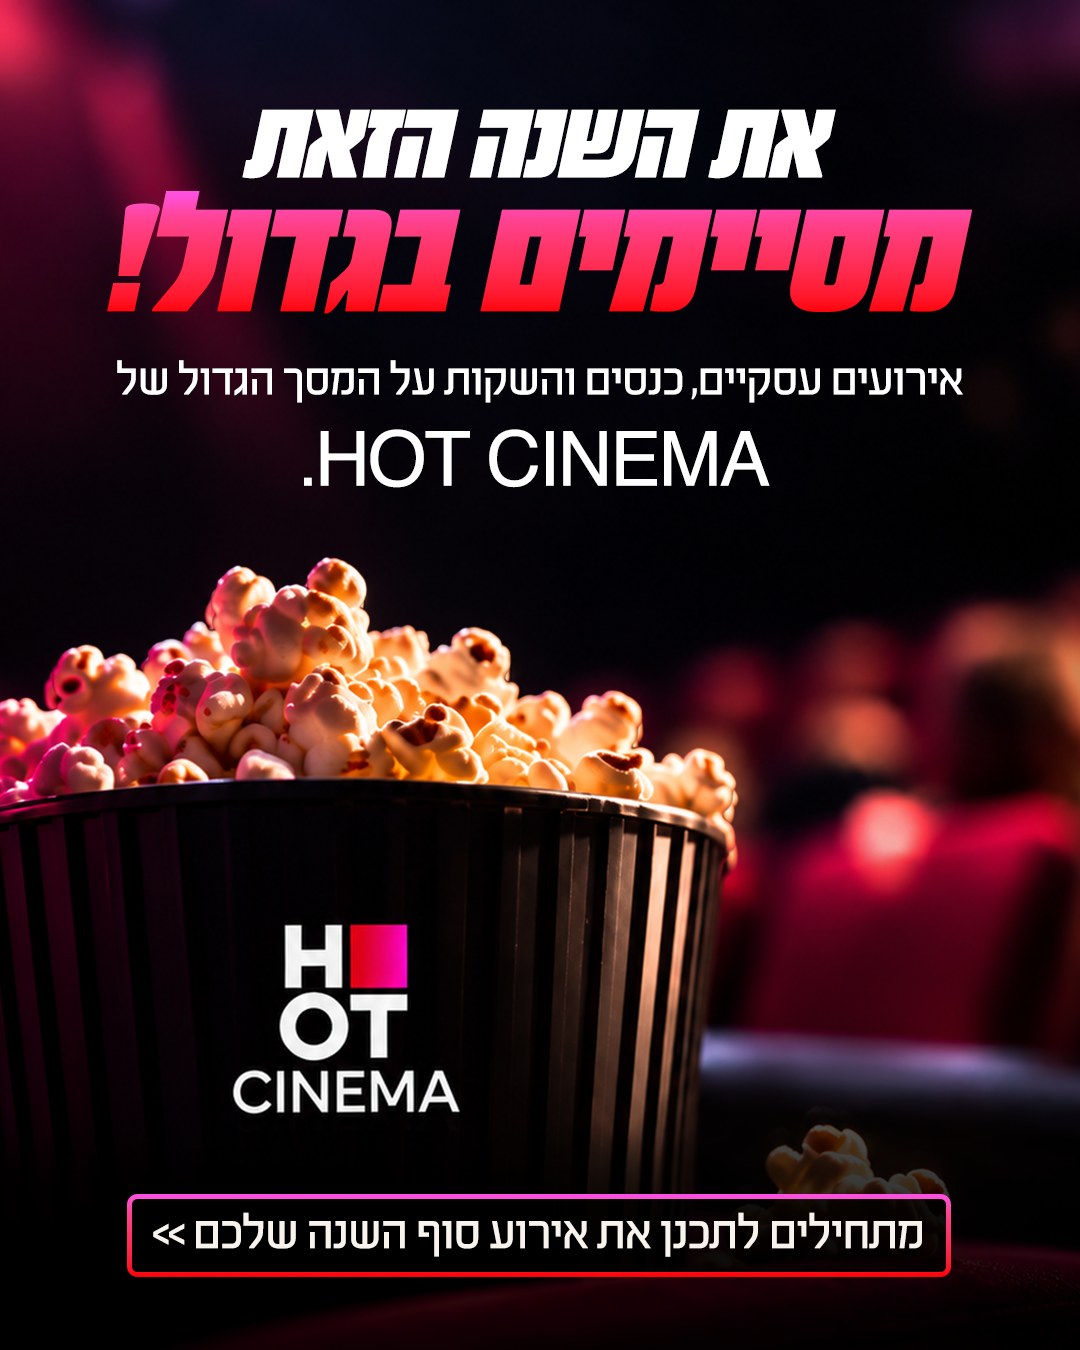 את השנה הזאת
מסיימים בגדול!
אירועים עסקיים, כנסים והשקות על המסך הגדול של
HOT CINEMA.
H
OT
CINEMA
מתחילים לתכנן את אירוע סוף השנה שלכם >>